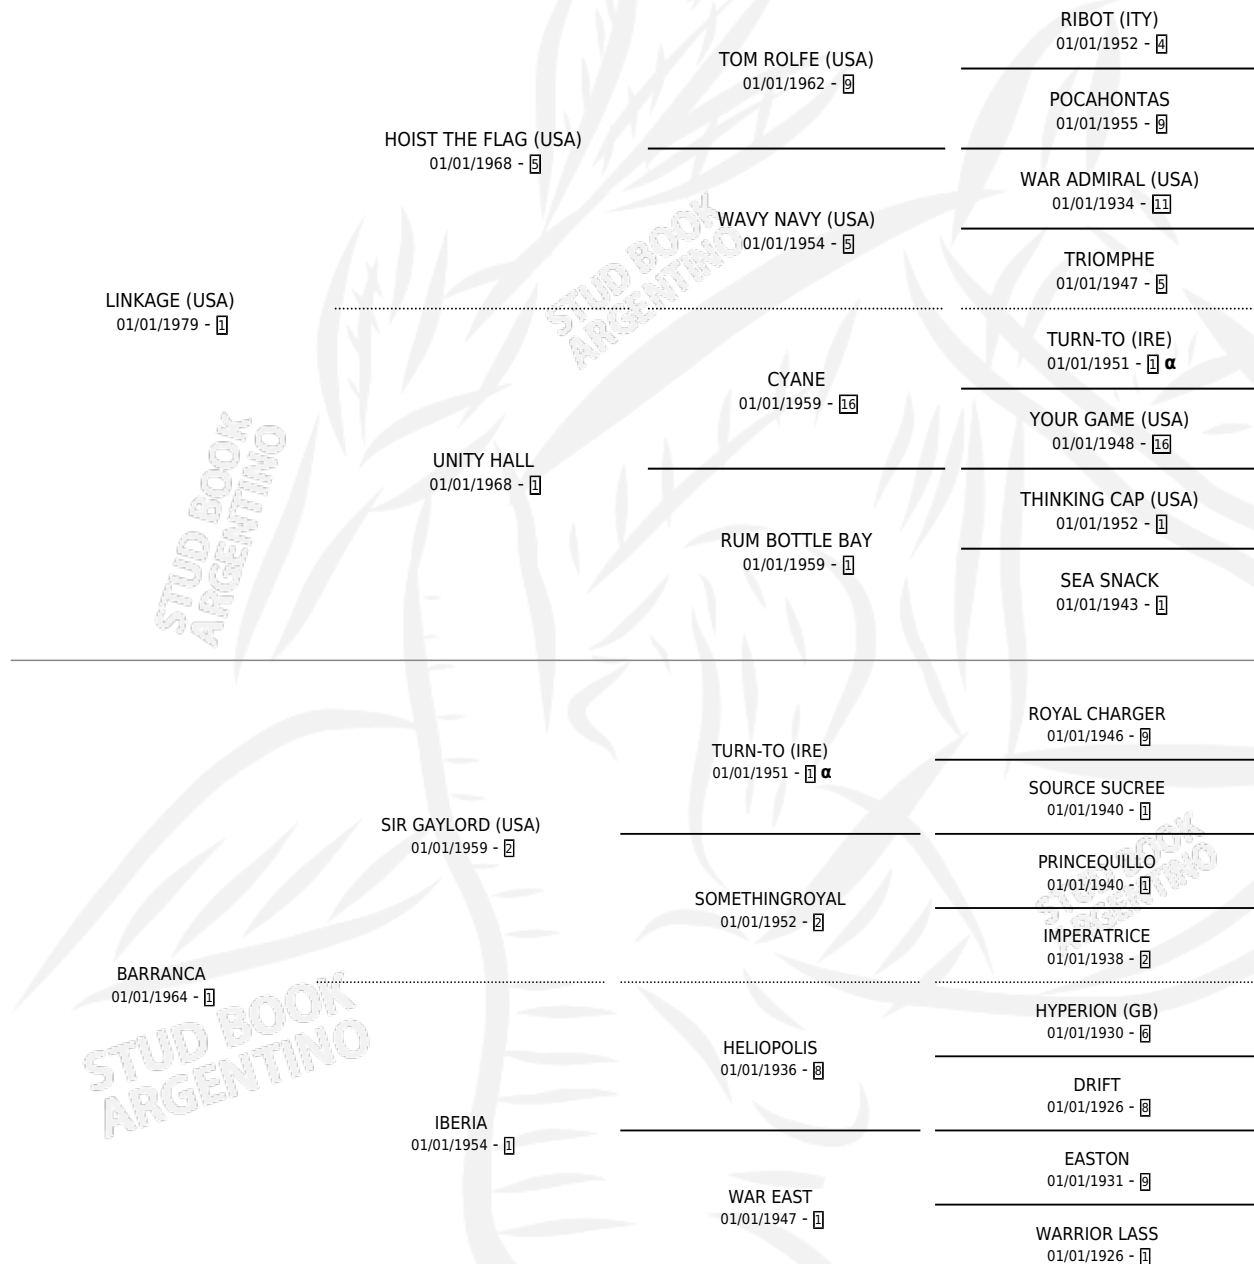 RIBOT (ITY)
01/01/1952 - 4
TOM ROLFE (USA)
01/01/1962 - 9
POCAHONTAS
01/01/1955 - 9
HOIST THE FLAG (USA)
01/01/1968 - 5
WAR ADMIRAL (USA)
01/01/1934 - 11
WAVY NAVY (USA)
01/01/1954 - 5
TRIOMPHE
01/01/1947 - 5
STUD BOOK
ARGENTINO
LINKAGE (USA)
01/01/1979 - 1
TURN-TO (IRE)
01/01/1951 - 1 α
CYANE
01/01/1959 - 16
YOUR GAME (USA)
01/01/1948 - 16
UNITY HALL
01/01/1968 - 1
THINKING CAP (USA)
01/01/1952 - 1
RUM BOTTLE BAY
01/01/1959 - 1
SEA SNACK
01/01/1943 - 1
STUD BOOK
ARGENTINO
ROYAL CHARGER
01/01/1946 - 9
TURN-TO (IRE)
01/01/1951 - 1 α
SOURCE SUCREE
01/01/1940 - 1
SIR GAYLORD (USA)
01/01/1959 - 2
PRINCEQUILLO
01/01/1940 - 1
SOMETHINGROYAL
01/01/1952 - 2
IMPERATRICE
01/01/1938 - 2
STUD BOOK
ARGENTINO
BARRANCA
01/01/1964 - 1
HYPERION (GB)
01/01/1930 - 6
HELIOPOLIS
01/01/1936 - 8
DRIFT
01/01/1926 - 8
IBERIA
01/01/1954 - 1
EASTON
01/01/1931 - 9
WAR EAST
01/01/1947 - 1
WARRIOR LASS
01/01/1926 - 1
STUD BOOK
ARGENTINO